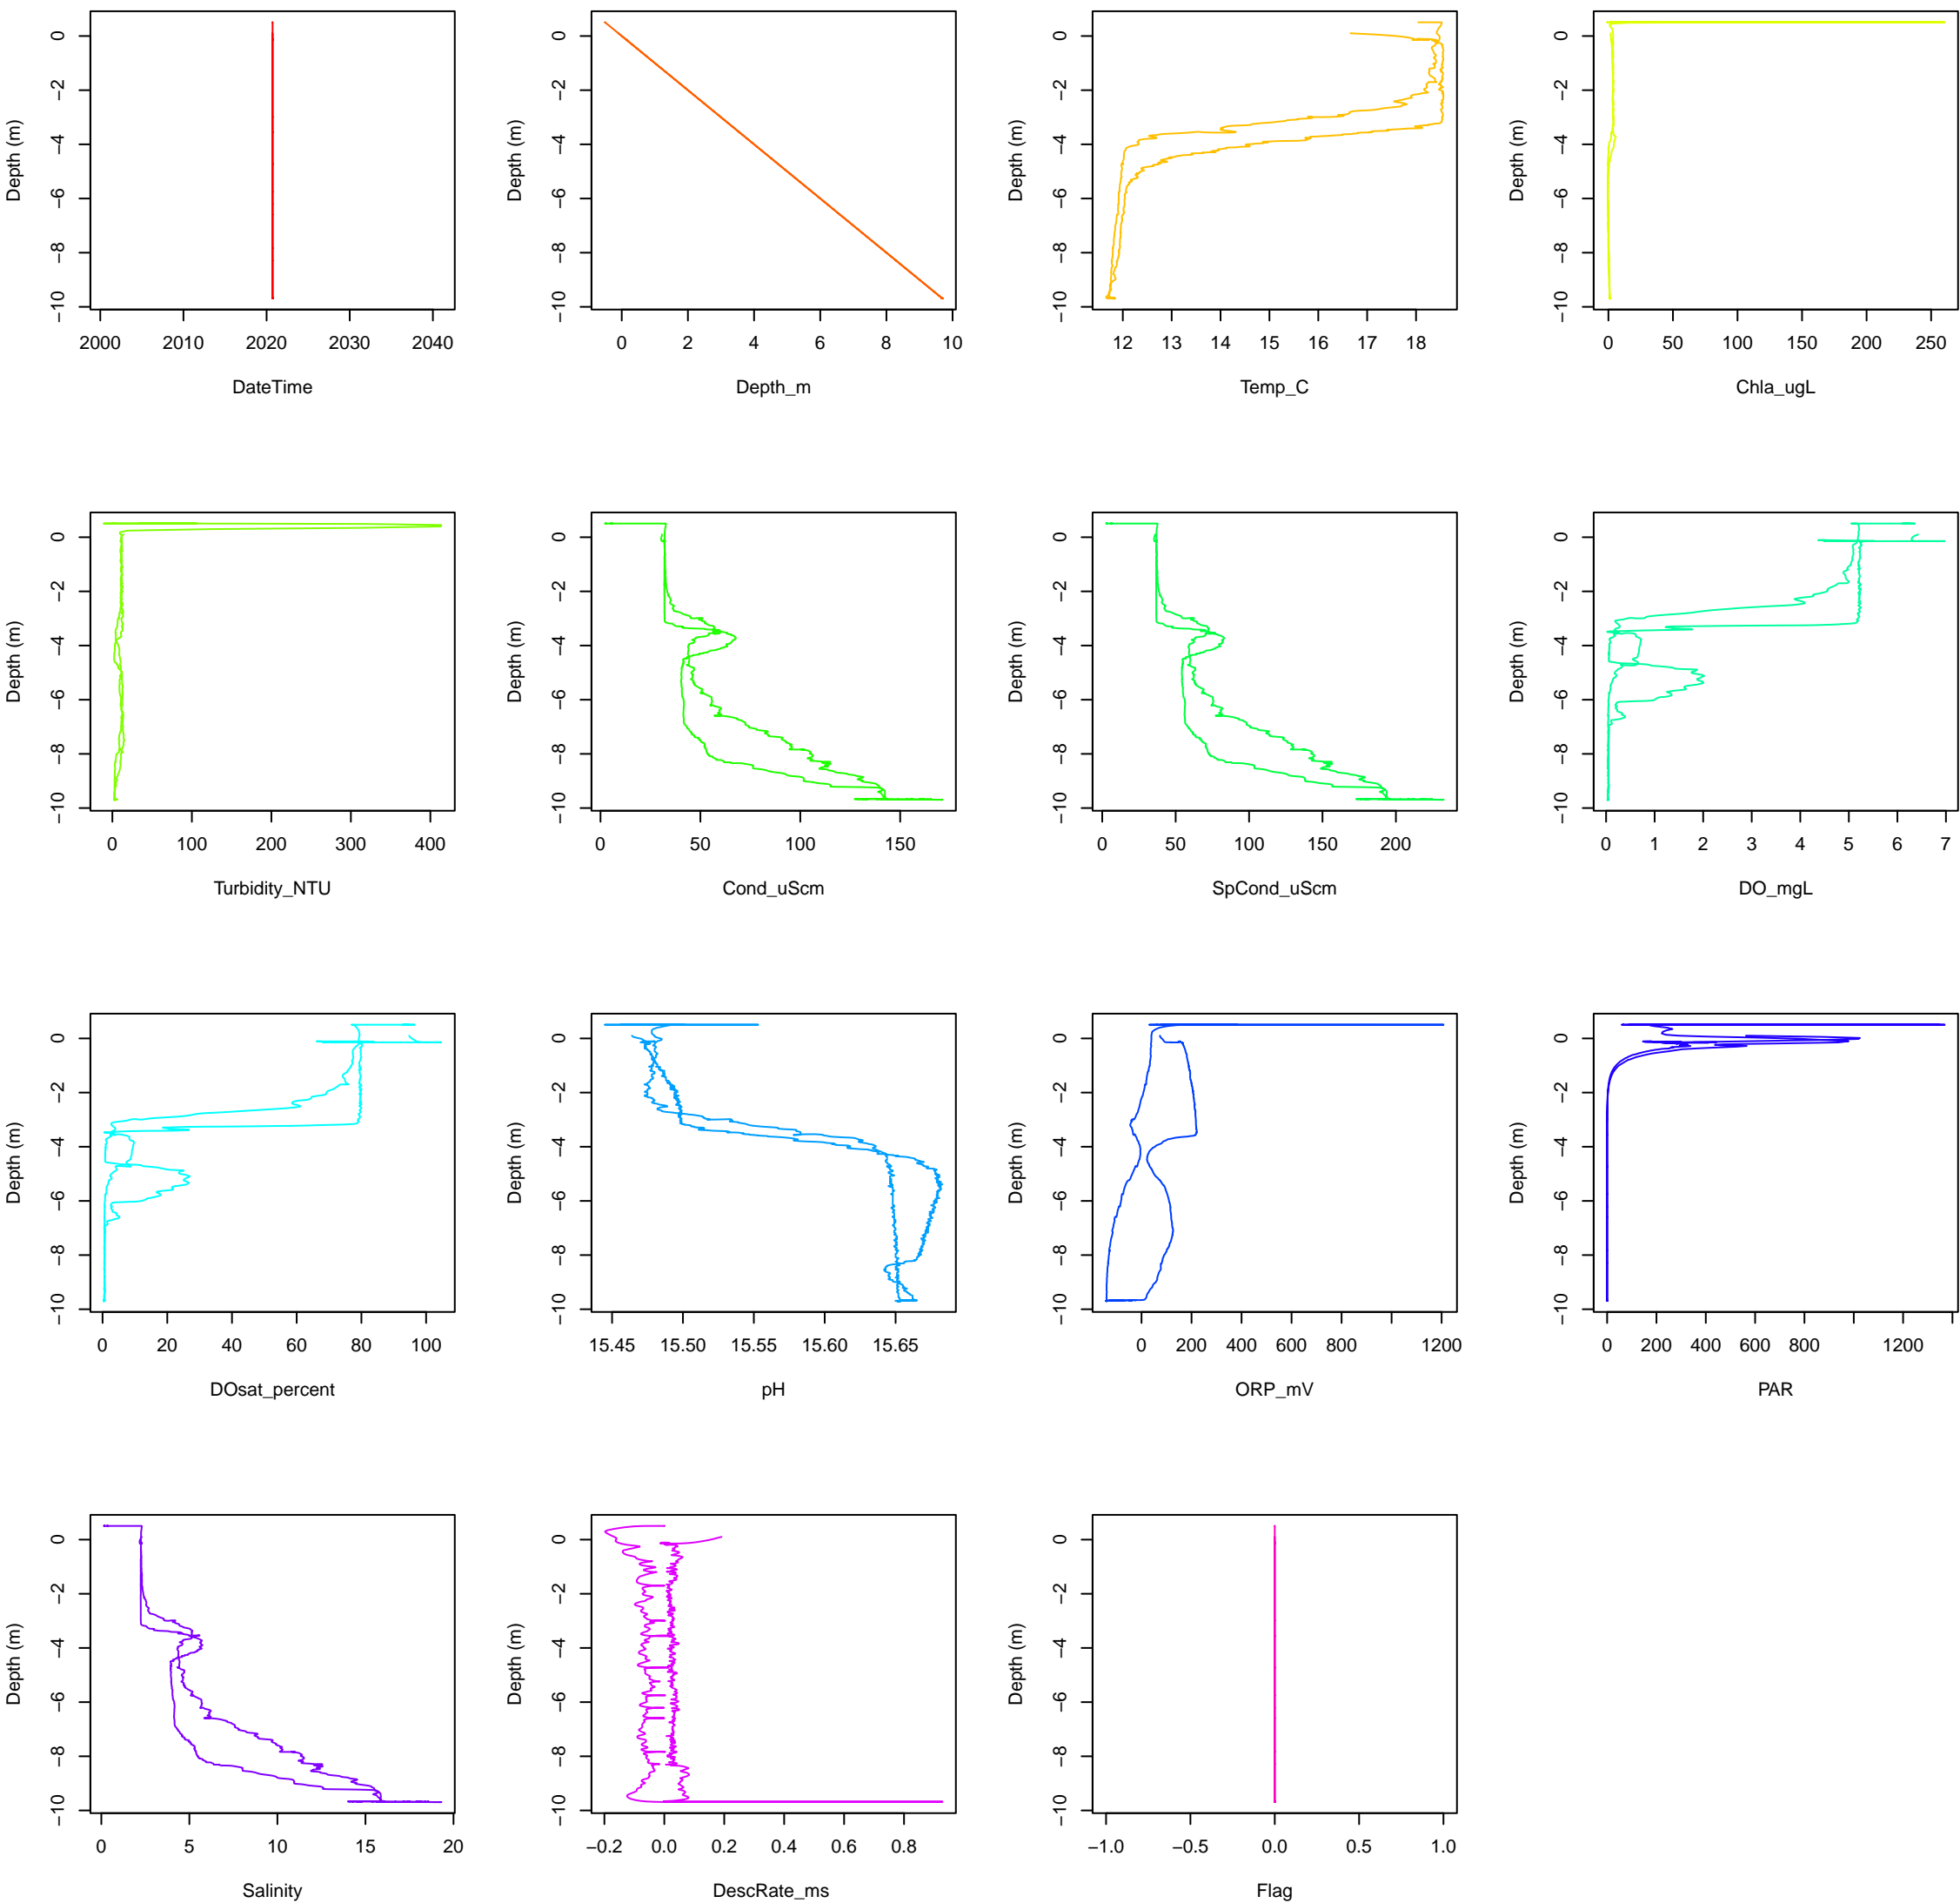 Depth (m)
0
−2
−4
−6
−8
−10
2000 2010 2020 2030 2040
DateTime
Depth (m)
0
−2
−4
−6
−8
−10
0 2 4 6 8 10
Depth_m
Depth (m)
0
−2
−4
−6
−8
−10
12 13 14 15 16 17 18
Temp_C
Depth (m)
0
−2
−4
−6
−8
−10
0 50 100 150 200 250
Chla_ugL
Depth (m)
0
−2
−4
−6
−8
−10
0 100 200 300 400
Turbidity_NTU
Depth (m)
0
−2
−4
−6
−8
−10
0 50 100 150
Cond_uScm
Depth (m)
0
−2
−4
−6
−8
−10
0 50 100 150 200
SpCond_uScm
Depth (m)
0
−2
−4
−6
−8
−10
0 1 2 3 4 5 6 7
DO_mgL
Depth (m)
0
−2
−4
−6
−8
−10
0 20 40 60 80 100
DOsat_percent
Depth (m)
0
−2
−4
−6
−8
−10
15.45 15.50 15.55 15.60 15.65
pH
Depth (m)
0
−2
−4
−6
−8
−10
0 200 400 600 800 1200
ORP_mV
Depth (m)
0
−2
−4
−6
−8
−10
0 200 400 600 800 1200
PAR
Depth (m)
0
−2
−4
−6
−8
−10
0 5 10 15 20
Salinity
Depth (m)
0
−2
−4
−6
−8
−10
−0.2 0.0 0.2 0.4 0.6 0.8
DescRate_ms
Depth (m)
0
−2
−4
−6
−8
−10
−1.0 −0.5 0.0 0.5 1.0
Flag